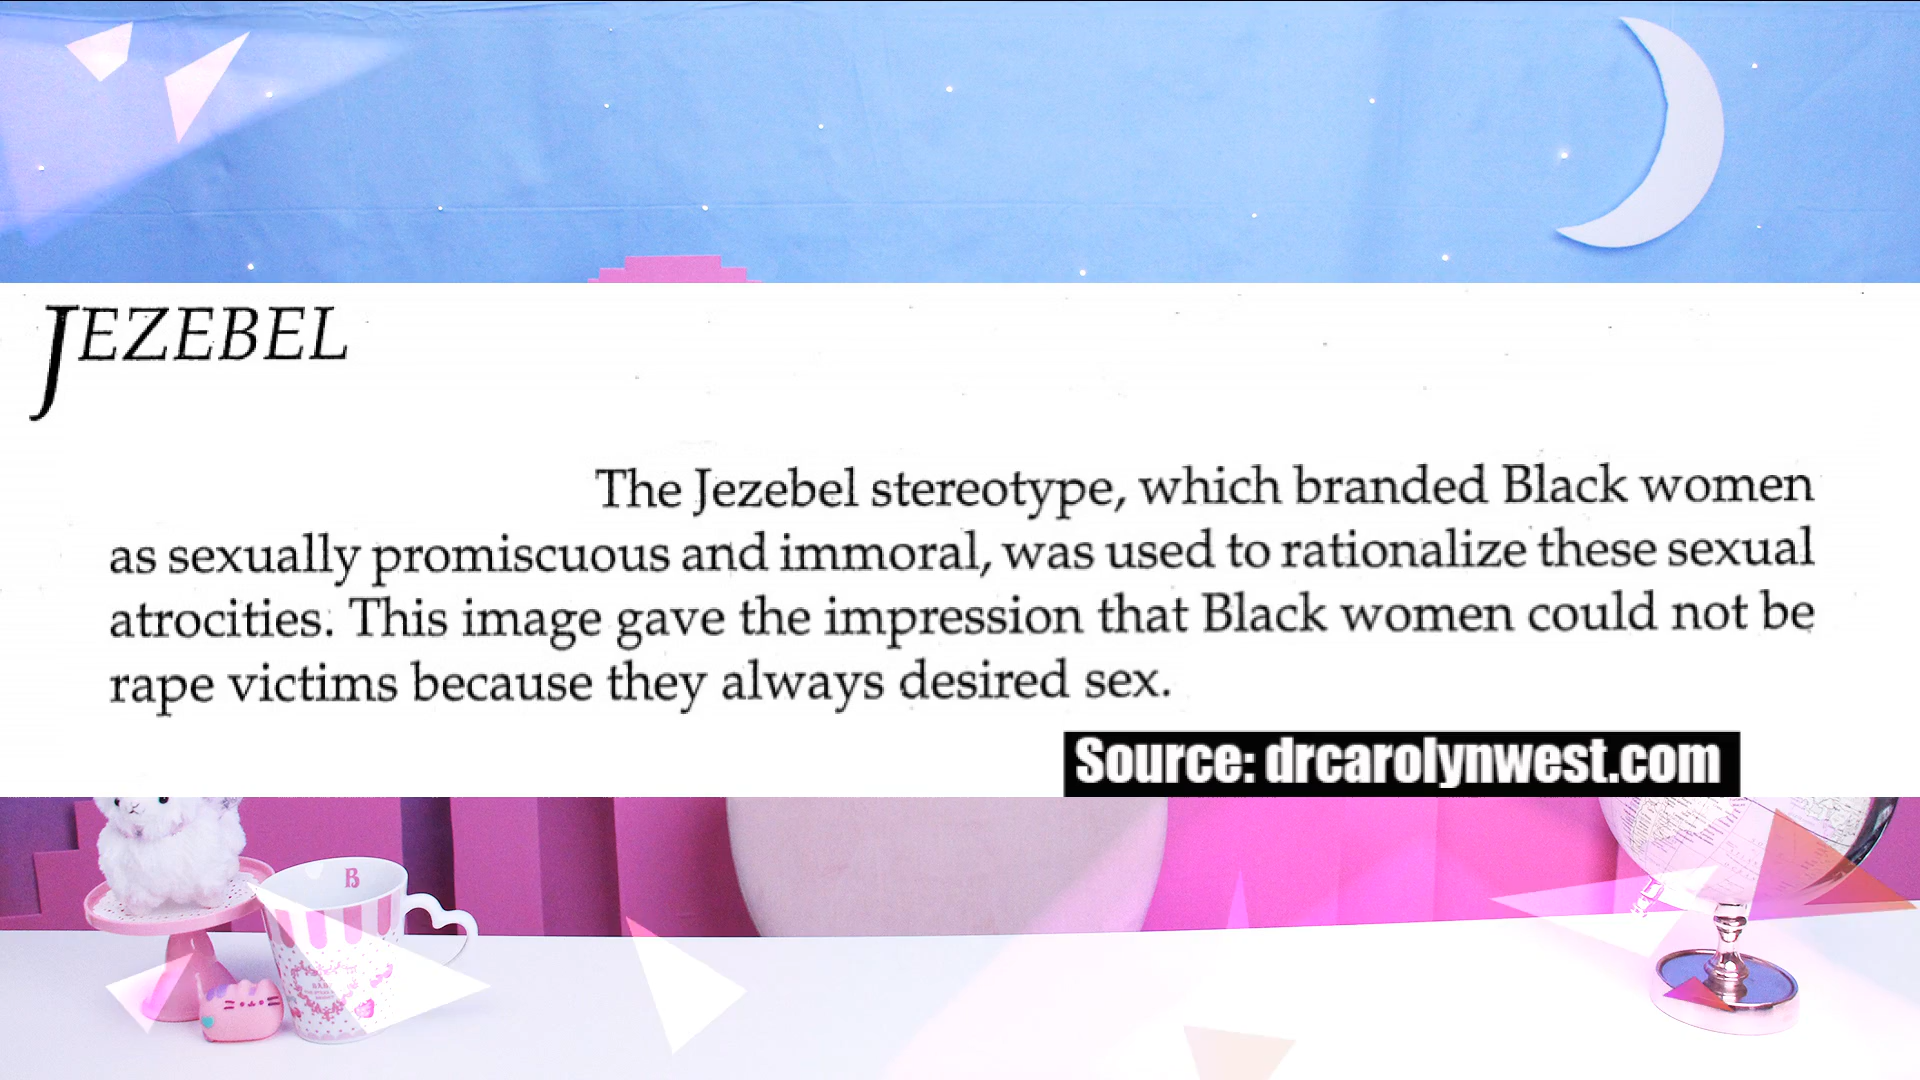 JEZEBEL
The Jezebel stereotype, which branded Black women
as sexually promiscuous and immoral, was used to rationalize these sexual
atrocities. This image gave the impression that Black women could not be
rape victims because they always desired sex.
Source: drcarolynwest.com
B